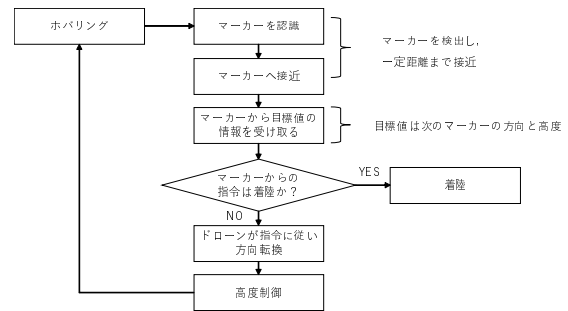 ホバリング
マーカーを認識
マーカーを検出し,
一定距離まで接近
マーカーへ接近
マーカーから目標値の
情報を受け取る
目標値は次のマーカーの方向と高度
マーカーからの
指令は着陸か？
YES
着陸
NO
ドローンが指令に従い
方向転換
高度制御